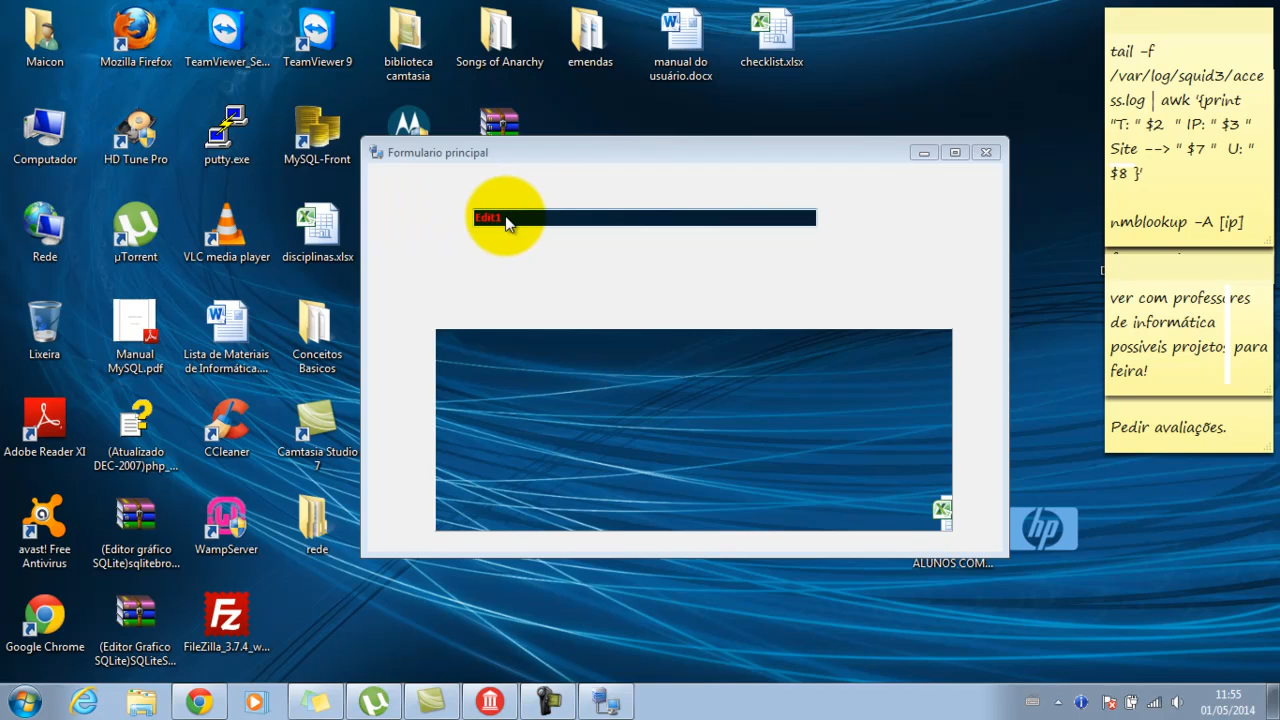 Maicon
Mozilla Firefox
TeamViewer_Se...
TeamViewer 9
biblioteca
camtasia
Songs of Anarchy
emendas
manual do
usuário.docx
checklist.xlsx
Computador
HD Tune Pro
putty.exe
MySQL-Front
Rede
µTorrent
VLC media player
disciplinas.xlsx
Lixeira
Manual
MySQL.pdf
Lista de Materiais
de Informática....
Conceitos
Basicos
Adobe Reader XI
(Atualizado
DEC-2007)php_...
CCleaner
Camtasia Studio
7
avast! Free
Antivirus
(Editor gráfico
SQLite)sqlitebro...
WampServer
rede
Google Chrome
(Editor Grafico
SQLite)SQLiteS...
FileZilla_3.7.4_w...
Formulario principal
Edit1
hp
ALUNOS COM...
tail -f
/var/log/squid3/acce
ss.log | awk '{print
"T: " $2 " IP: " $3 "
Site --> " $7 " U: "
$8 }'
nmblookup -A [ip]
ver com professores
de informática
possiveis projetos para
feira!
Pedir avaliações.
11:55
01/05/2014